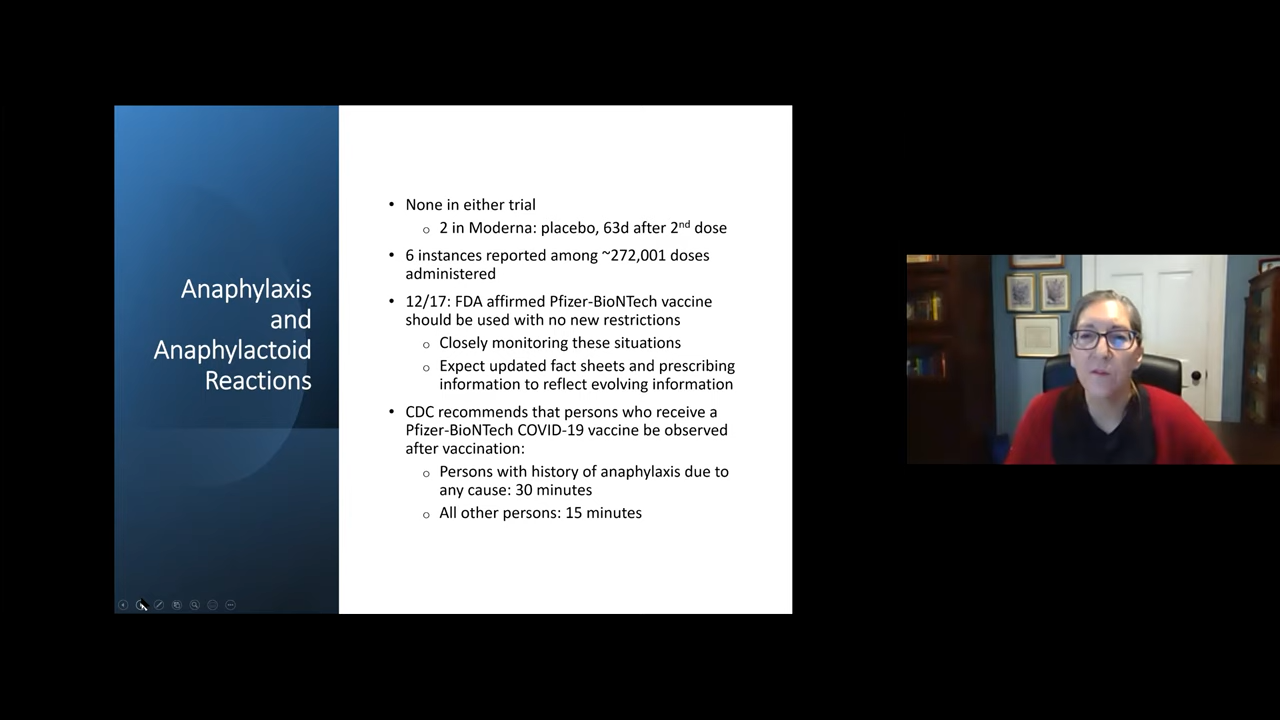 Anaphylaxis
and
Anaphylactoid
Reactions
• None in either trial
o 2 in Moderna: placebo, 63d after 2nd dose
• 6 instances reported among ~272,001 doses
administered
• 12/17: FDA affirmed Pfizer-BioNTech vaccine
should be used with no new restrictions
o Closely monitoring these situations
o Expect updated fact sheets and prescribing
information to reflect evolving information
• CDC recommends that persons who receive a
Pfizer-BioNTech COVID-19 vaccine be observed
after vaccination:
o Persons with history of anaphylaxis due to
any cause: 30 minutes
o All other persons: 15 minutes